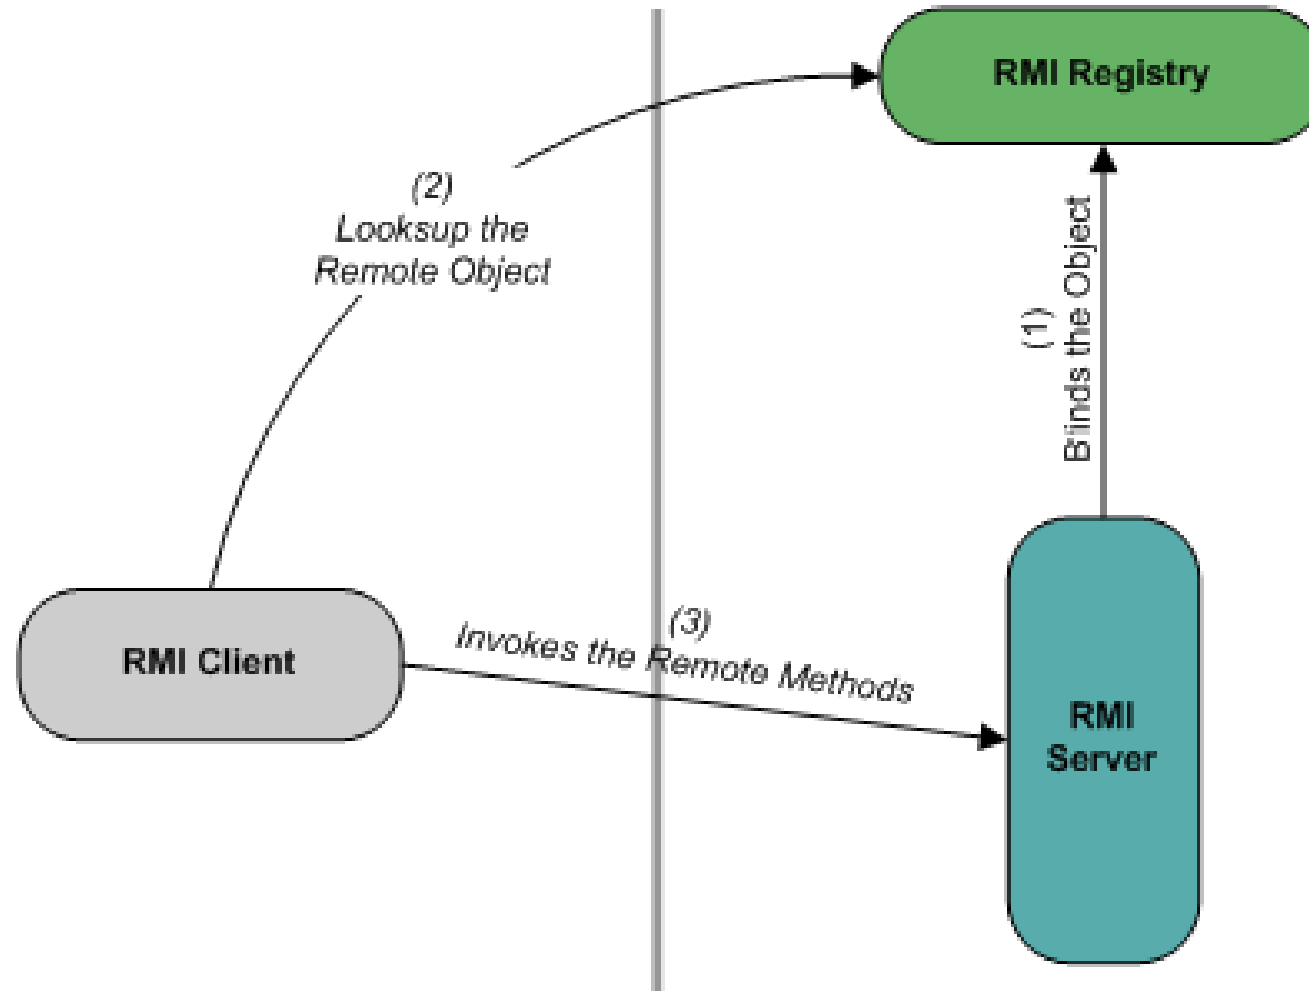 RMI Registry
(2)
Looksup the
Remote Object
(1)
Binds the Object
(3)
Invokes the Remote Methods
RMI Client
RMI
Server